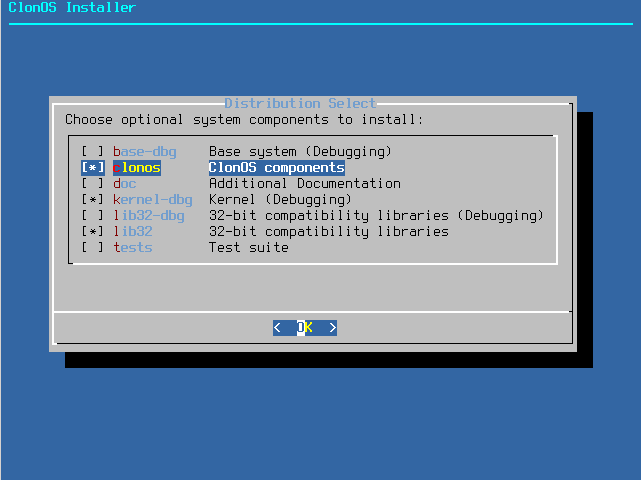 ClonOS Installer
Distribution Select
Choose optional system components to install:
[ ] base-dbg Base system (Debugging)
[*] clonos ClonOS components
[ ] doc Additional Documentation
[*] kernel-dbg Kernel (Debugging)
[ ] lib32-dbg 32-bit compatibility libraries (Debugging)
[*] lib32 32-bit compatibility libraries
[ ] tests Test suite
< OK >